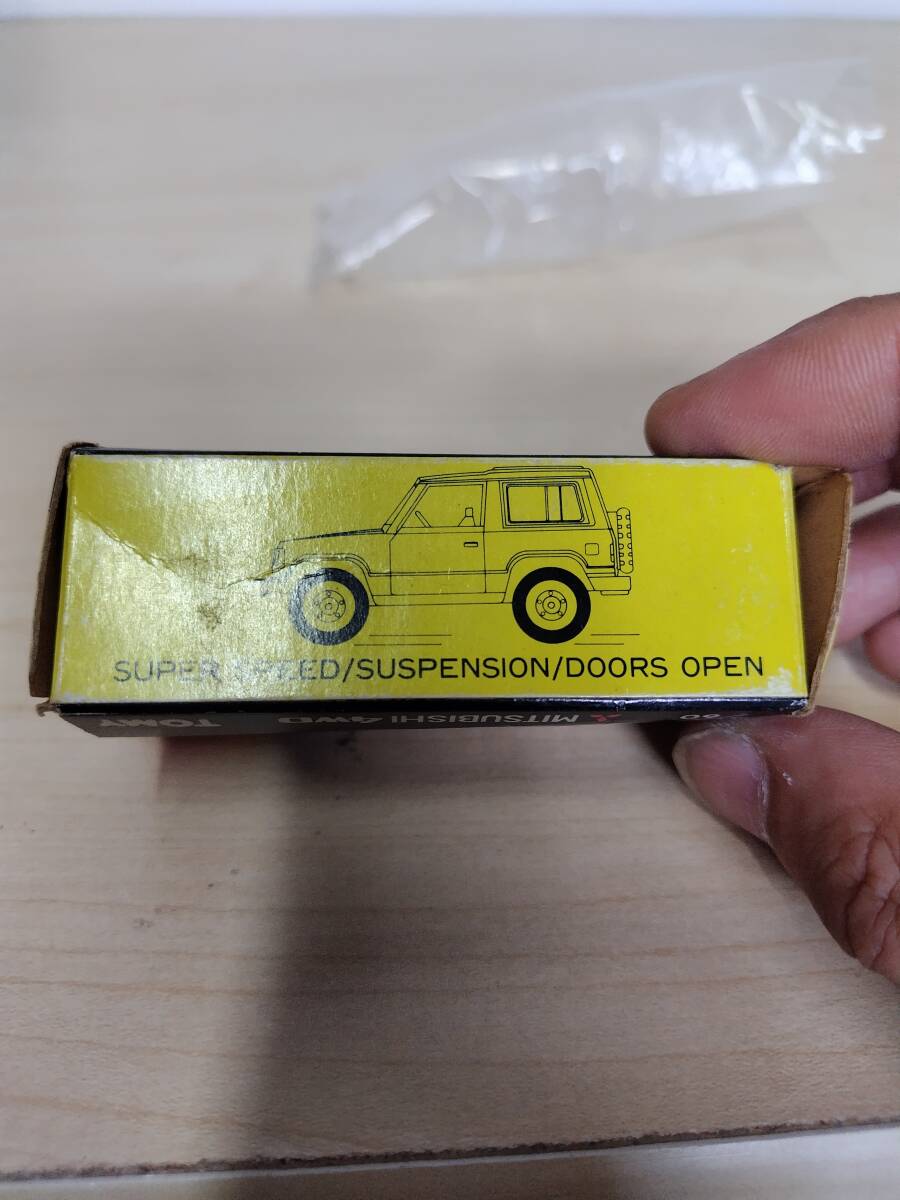 SUPER SPEED/SUSPENSION/DOORS OPEN
TOMY MITSUBISHI 4WD